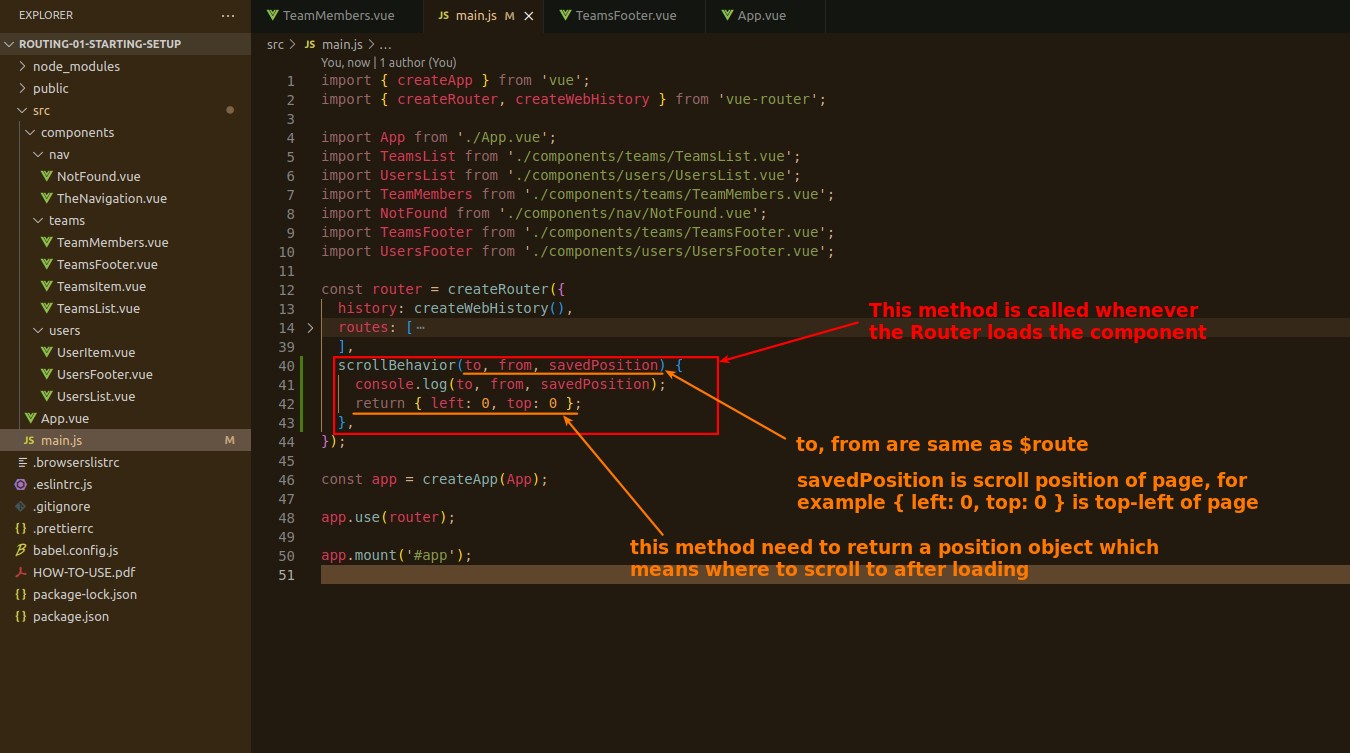 EXPLORER
ROUTING-01-STARTING-SETUP
node_modules
public
src
components
nav
NotFound.vue
TheNavigation.vue
teams
TeamMembers.vue
TeamsFooter.vue
TeamsItem.vue
TeamsList.vue
users
UserItem.vue
UsersFooter.vue
UsersList.vue
App.vue
JS main.js M
.browserslistrc
.eslintrc.js
.gitignore
{} .prettierrc
babel.config.js
HOW-TO-USE.pdf
{} package-lock.json
{} package.json
TeamMembers.vue JS main.js M TeamsFooter.vue App.vue
src > JS main.js > ...
You, now | 1 author (You)
1 import { createApp } from 'vue';
2 import { createRouter, createWebHistory } from 'vue-router';
3
4 import App from './App.vue';
5 import TeamsList from './components/teams/TeamsList.vue';
6 import UsersList from './components/users/UsersList.vue';
7 import TeamMembers from './components/teams/TeamMembers.vue';
8 import NotFound from './components/nav/NotFound.vue';
9 import TeamsFooter from './components/teams/TeamsFooter.vue';
10 import UsersFooter from './components/users/UsersFooter.vue';
11
12 const router = createRouter({
13 history: createWebHistory(),
14 routes: [ ⋯
39 ],
40 scrollBehavior(to, from, savedPosition) {
41 console.log(to, from, savedPosition);
42 return { left: 0, top: 0 };
43 },
44 });
45
46 const app = createApp(App);
47
48 app.use(router);
49
50 app.mount('#app');
51
This method is called whenever
the Router loads the component
to, from are same as $route
savedPosition is scroll position of page, for
example { left: 0, top: 0 } is top-left of page
this method need to return a position object which
means where to scroll to after loading